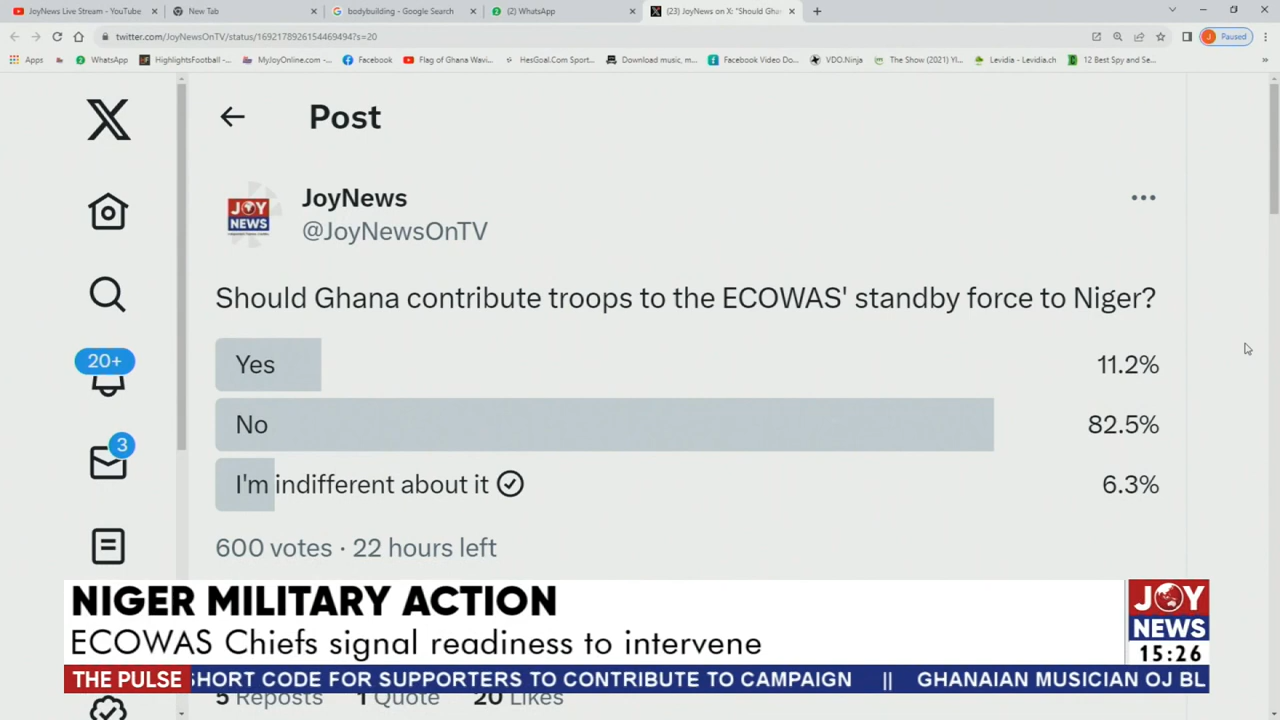 JoyNews Live Stream - YouTube
New Tab
bodybuilding - Google Search
(2) WhatsApp
(23) JoyNews on X: "Should Gha
twitter.com/JoyNewsOnTV/status/1692178926154469494?s=20
Paused
Apps
WhatsApp
HighlightsFootball -...
MyJoyOnline.com -...
Facebook
Flag of Ghana Wavi...
HesGoal.Com Sport...
Download music, m...
Facebook Video Do...
VDO.Ninja
The Show (2021) Yl...
Levidia - Levidia.ch
12 Best Spy and Se...
Post
JOY NEWS
JoyNews
@JoyNewsOnTV
Should Ghana contribute troops to the ECOWAS' standby force to Niger?
Yes 11.2%
No 82.5%
I'm indifferent about it 6.3%
20+
3
600 votes · 22 hours left
NIGER MILITARY ACTION
ECOWAS Chiefs signal readiness to intervene
JOY
NEWS
15:26
THE PULSE SHORT CODE FOR SUPPORTERS TO CONTRIBUTE TO CAMPAIGN || GHANAIAN MUSICIAN OJ BL
5 Reposts 1 Quote 20 Likes